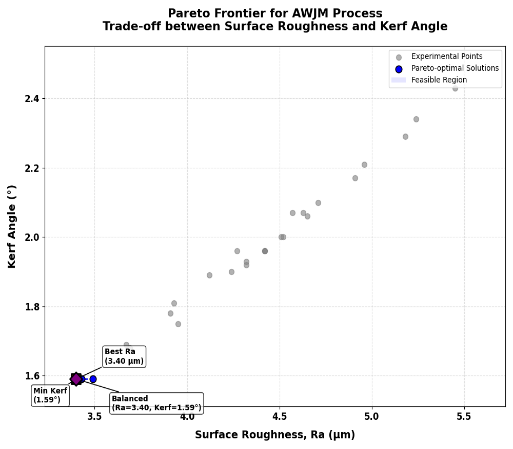 Pareto Frontier for AWJM Process
Trade-off between Surface Roughness and Kerf Angle
Experimental Points
Pareto-optimal Solutions
Feasible Region
Kerf Angle (°)
2.4
2.2
2.0
1.8
1.6
Best Ra
(3.40 μm)
Min Kerf
(1.59°)
Balanced
(Ra=3.40, Kerf=1.59°)
3.5
4.0
4.5
5.0
5.5
Surface Roughness, Ra (μm)